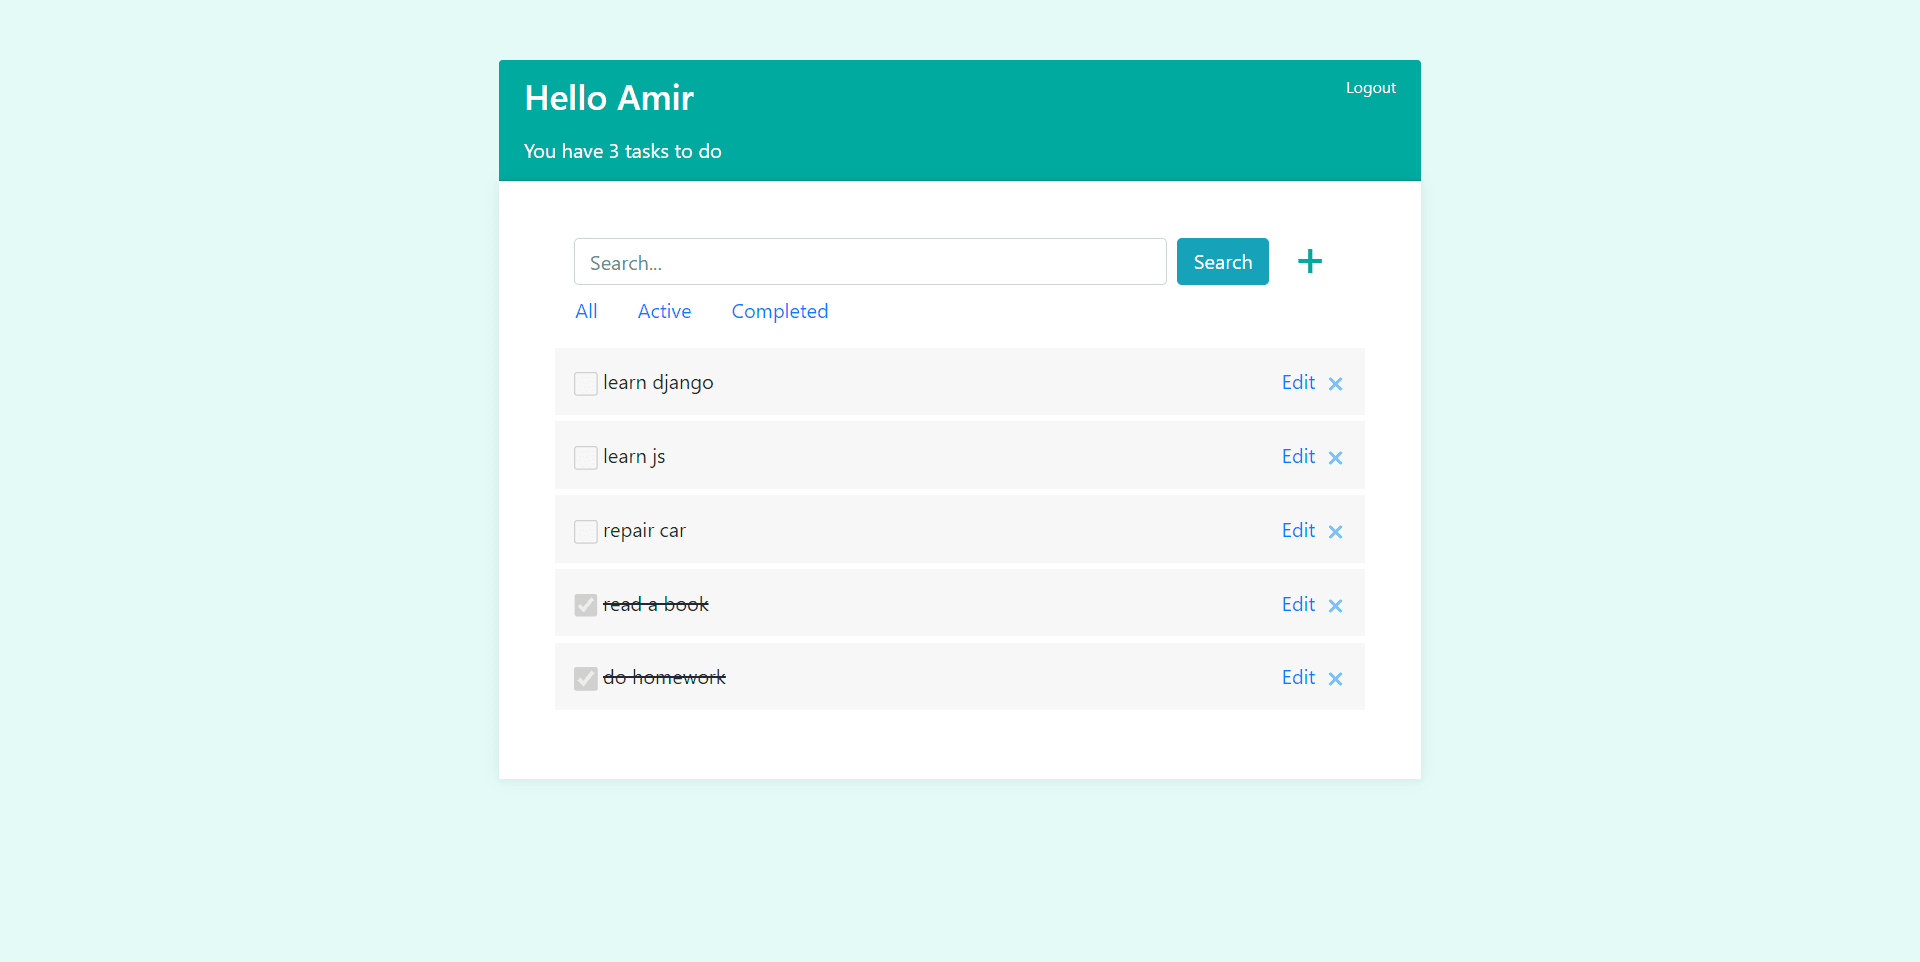 Hello Amir
Logout
You have 3 tasks to do
Search...
Search
All Active Completed
learn django Edit
learn js Edit
repair car Edit
read a book Edit
do homework Edit